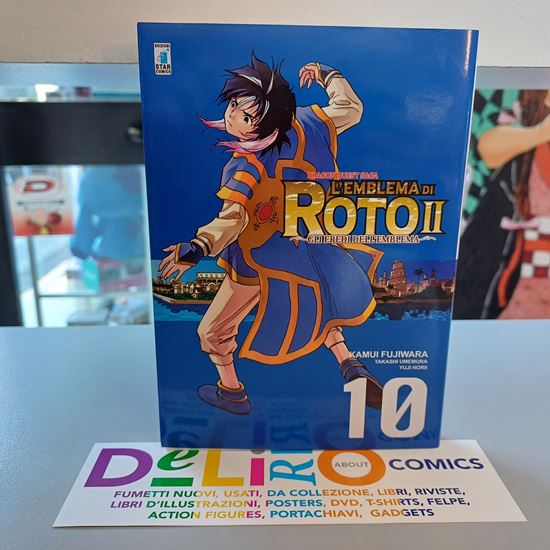 EDIZIONI
STAR
COMICS
DRAGON QUEST SAGA
L'EMBLEMA DI
ROTO II
GLI EREDI DELL'EMBLEMA
KAMUI FUJIWARA
TAKASHI UMEMURA
YUJI HORII
10
DeLiRiO
ABOUT
COMICS
FUMETTI NUOVI, USATI, DA COLLEZIONE, LIBRI, RIVISTE,
LIBRI D'ILLUSTRAZIONI, POSTERS, DVD, T-SHIRTS, FELPE,
ACTION FIGURES, PORTACHIAVI, GADGETS